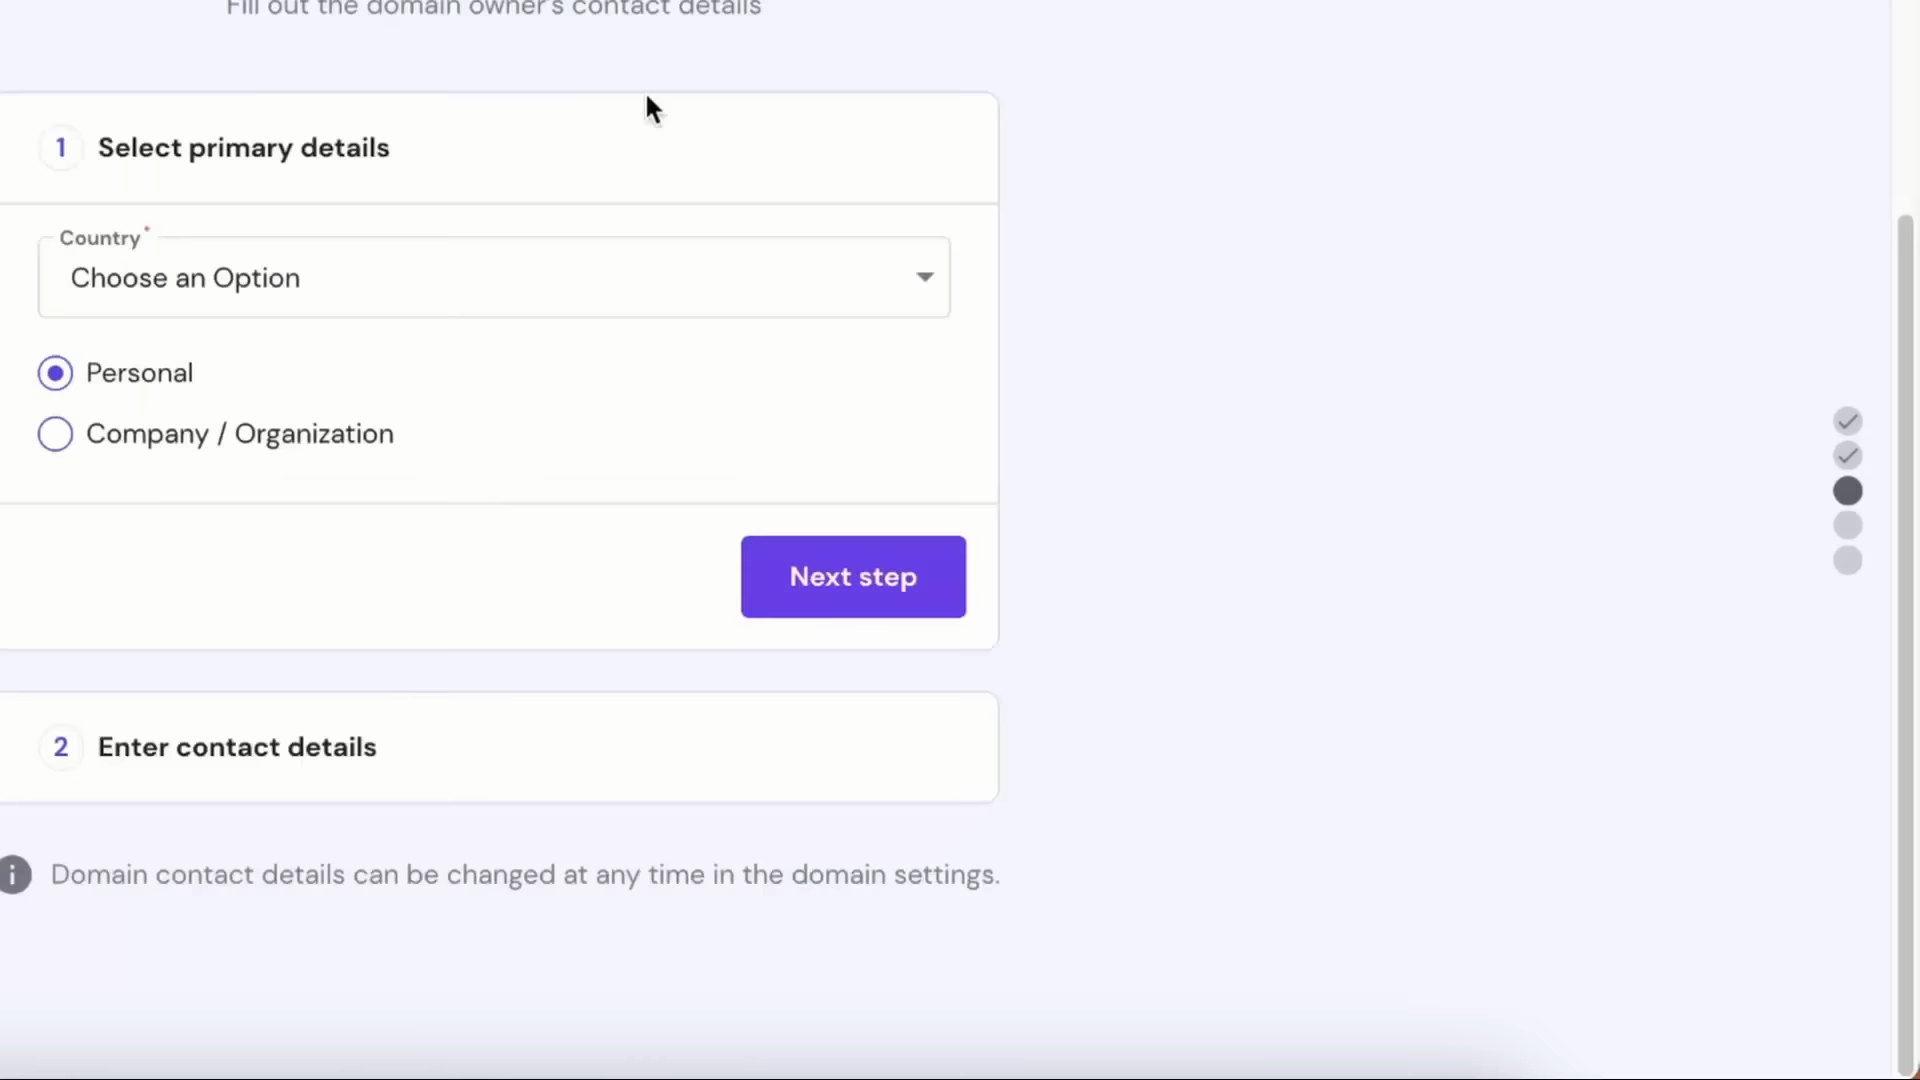 Fill out the domain owner's contact details
1 Select primary details
Country*
Choose an Option
Personal
Company / Organization
Next step
2 Enter contact details
i Domain contact details can be changed at any time in the domain settings.